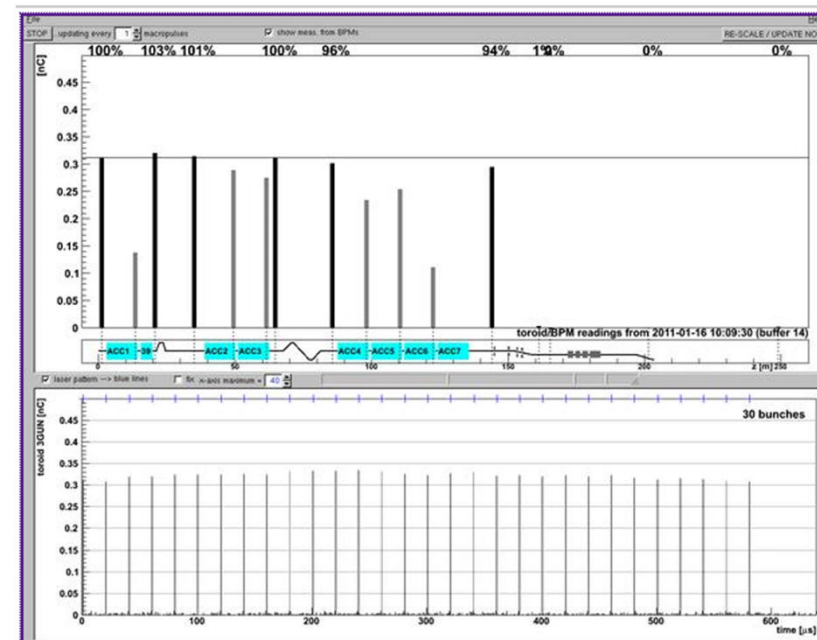 File
STOP updating every 1 macropulses show meas. from BPMs RE-SCALE / UPDATE NO
100% 103% 101% 100% 96% 94% 0% 0%
[nC]
0.45
0.4
0.35
0.3
0.25
0.2
0.15
0.1
0.05
0
toroid/BPM readings from 2011-01-16 10:09:30 (buffer 14)
ACC1 39 ACC2 ACC3 ACC4 ACC5 ACC6 ACC7
0 50 100 150 200 z [m] 250
laser pattern --> blue lines fix x-axis maximum = 40
toroid 3GUN [nC]
30 bunches
0.45
0.4
0.35
0.3
0.25
0.2
0.15
0.1
0.05
0
0 100 200 300 400 500 600
time [µs]